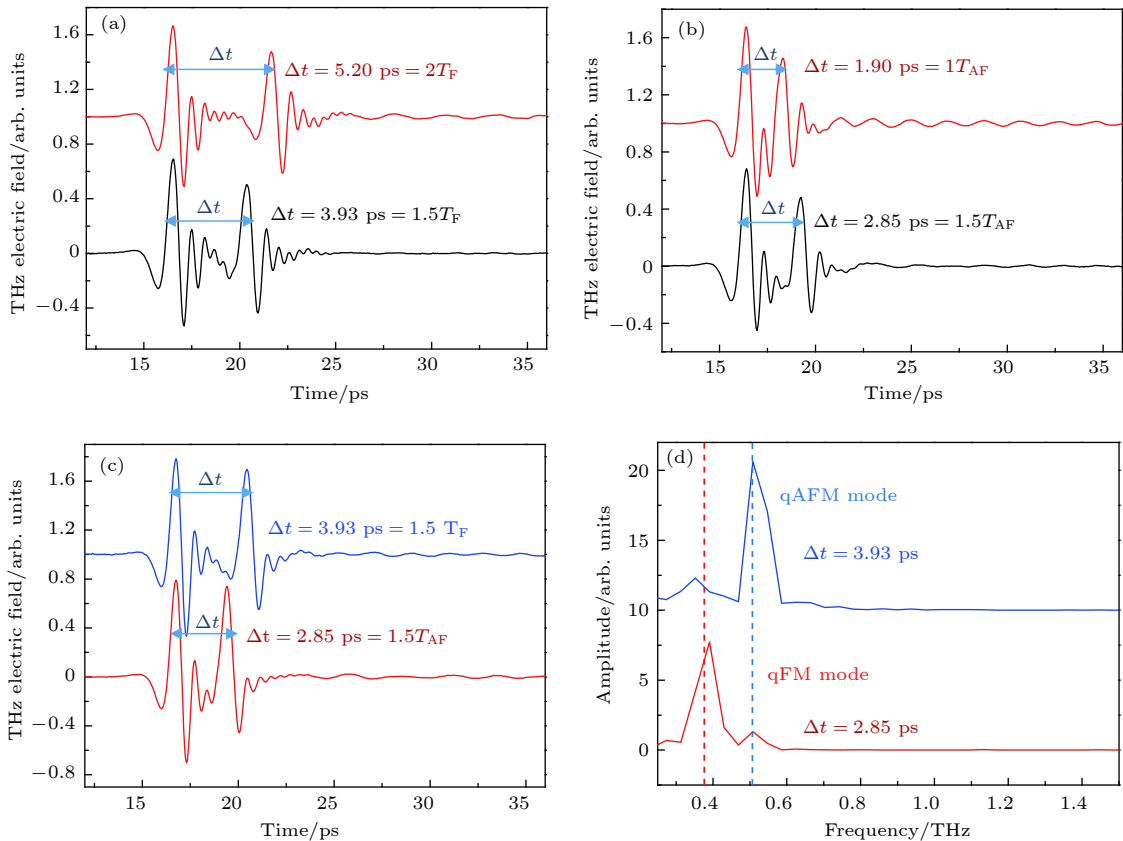 (a)
THz electric field/arb. units
1.6
1.2
0.8
0.4
0
−0.4
Δt
Δt = 5.20 ps = 2T_F
Δt
Δt = 3.93 ps = 1.5T_F
15 20 25 30 35
Time/ps
(b)
THz electric field/arb. units
1.6
1.2
0.8
0.4
0
−0.4
Δt
Δt = 1.90 ps = 1T_AF
Δt
Δt = 2.85 ps = 1.5T_AF
15 20 25 30 35
Time/ps
(c)
THz electric field/arb. units
1.6
1.2
0.8
0.4
0
−0.4
−0.8
Δt
Δt = 3.93 ps = 1.5 T_F
Δt
Δt = 2.85 ps = 1.5T_AF
15 20 25 30 35
Time/ps
(d)
Amplitude/arb. units
20
15
10
5
0
qAFM mode
Δt = 3.93 ps
qFM mode
Δt = 2.85 ps
0.4 0.6 0.8 1.0 1.2 1.4
Frequency/THz